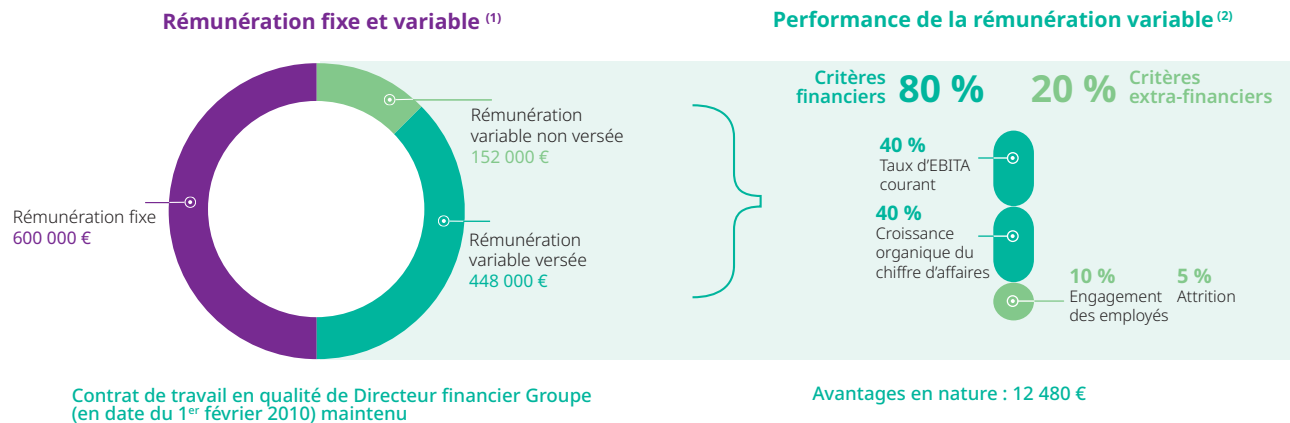 Rémunération fixe et variable (1)
Rémunération fixe
600 000 €
Rémunération
variable non versée
152 000 €
Rémunération
variable versée
448 000 €
Contrat de travail en qualité de Directeur financier Groupe
(en date du 1er février 2010) maintenu
Performance de la rémunération variable (2)
Critères
financiers
80 %
20 %
Critères
extra-financiers
40 %
Taux d’EBITA
courant
40 %
Croissance
organique du
chiffre d’affaires
10 %
Engagement
des employés
5 %
Attrition
Avantages en nature : 12 480 €